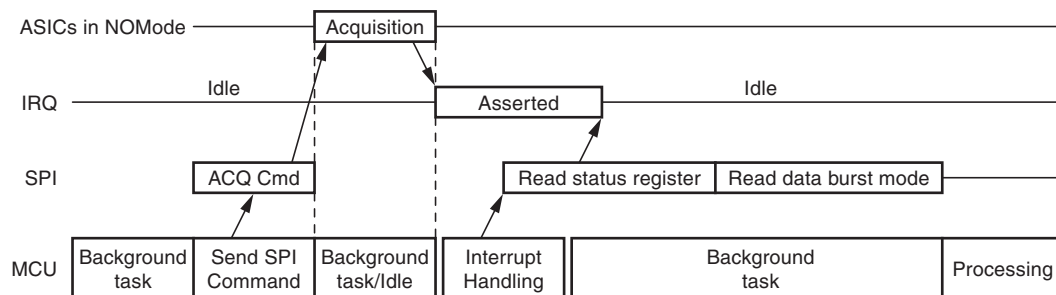 ASICs in NOMode
Acquisition
Idle
Idle
IRQ
Asserted
SPI
ACQ Cmd
Read status register
Read data burst mode
MCU
Background
task
Send SPI
Command
Background
task/Idle
Interrupt
Handling
Background
task
Processing